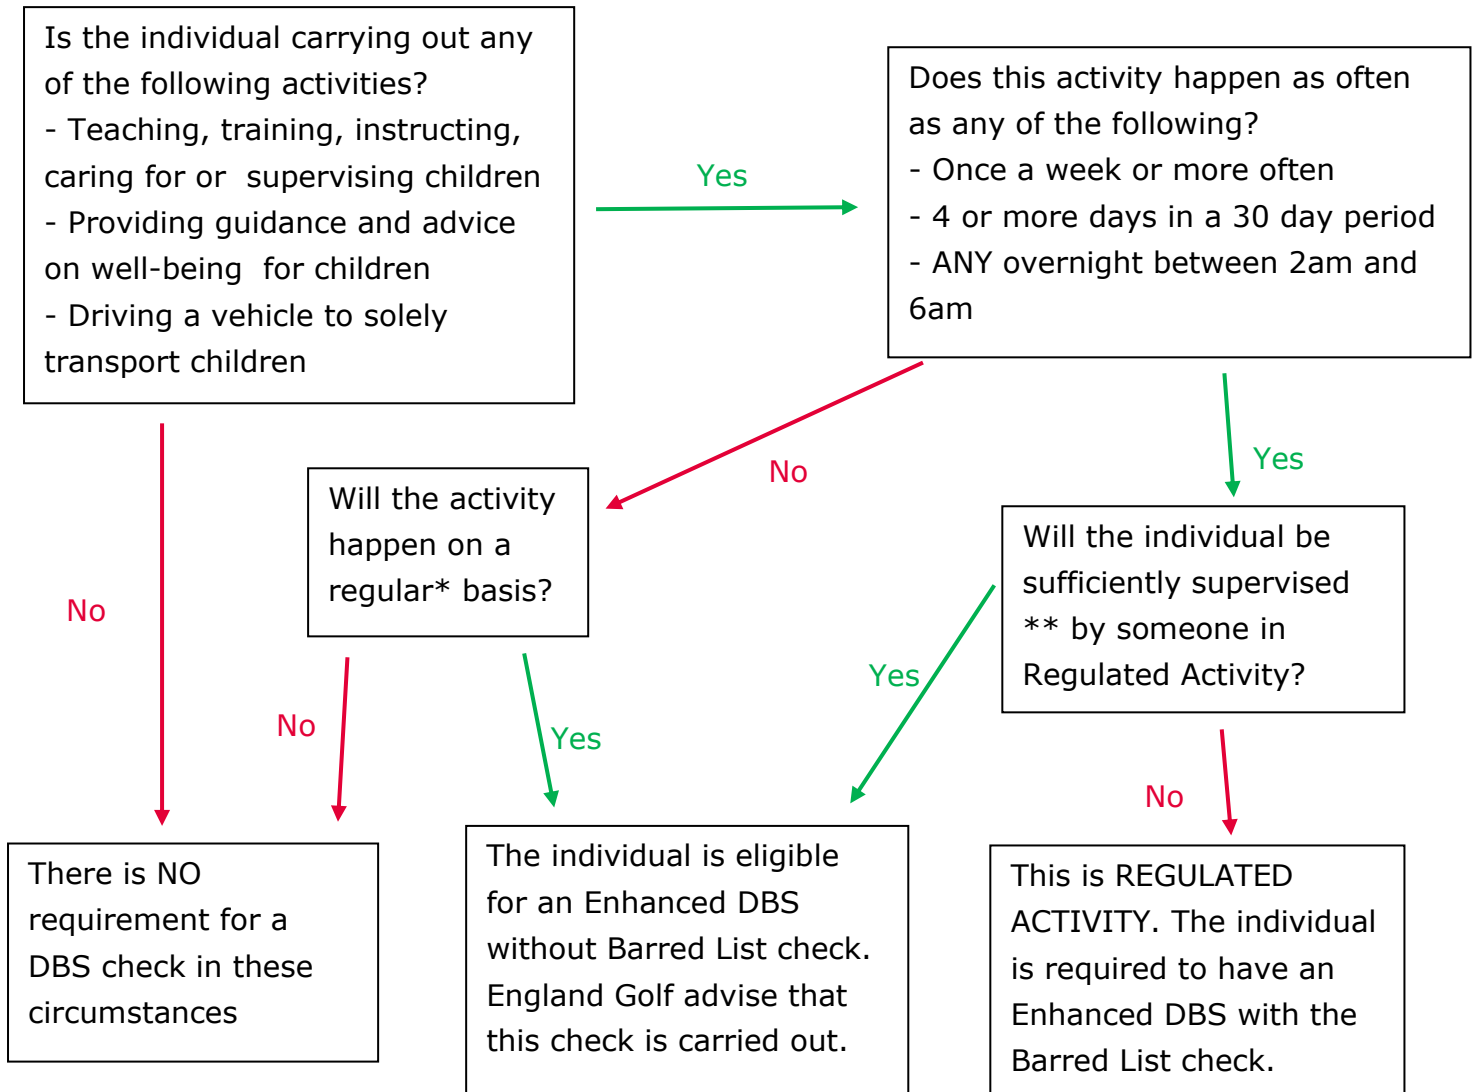 Is the individual carrying out any
of the following activities?
- Teaching, training, instructing,
caring for or supervising children
- Providing guidance and advice
on well-being for children
- Driving a vehicle to solely
transport children
Yes
Does this activity happen as often
as any of the following?
- Once a week or more often
- 4 or more days in a 30 day period
- ANY overnight between 2am and
6am
No
No
Yes
Will the activity
happen on a
regular* basis?
Will the individual be
sufficiently supervised
** by someone in
Regulated Activity?
No
Yes
Yes
No
There is NO
requirement for a
DBS check in these
circumstances
The individual is eligible
for an Enhanced DBS
without Barred List check.
England Golf advise that
this check is carried out.
This is REGULATED
ACTIVITY. The individual
is required to have an
Enhanced DBS with the
Barred List check.